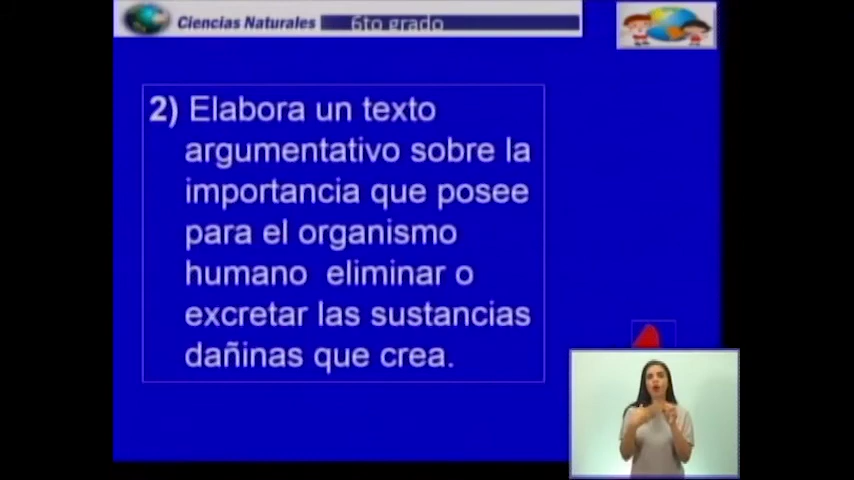 Ciencias Naturales 6to grado
2) Elabora un texto
argumentativo sobre la
importancia que posee
para el organismo
humano eliminar o
excretar las sustancias
dañinas que crea.